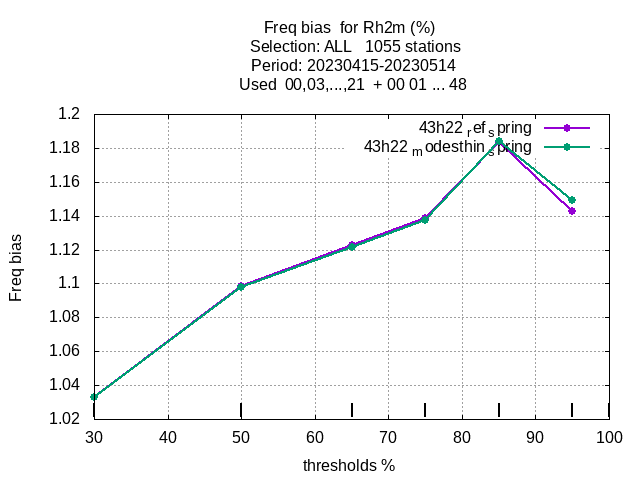 Freq bias  for Rh2m (%)
Selection: ALL   1055 stations
Period: 20230415-20230514
Used  00,03,...,21  + 00 01 ... 48
43h22 ref spring
43h22 modesthin spring
1.2
1.18
1.16
1.14
1.12
1.1
1.08
1.06
1.04
1.02
Freq bias
30 40 50 60 70 80 90 100
thresholds %